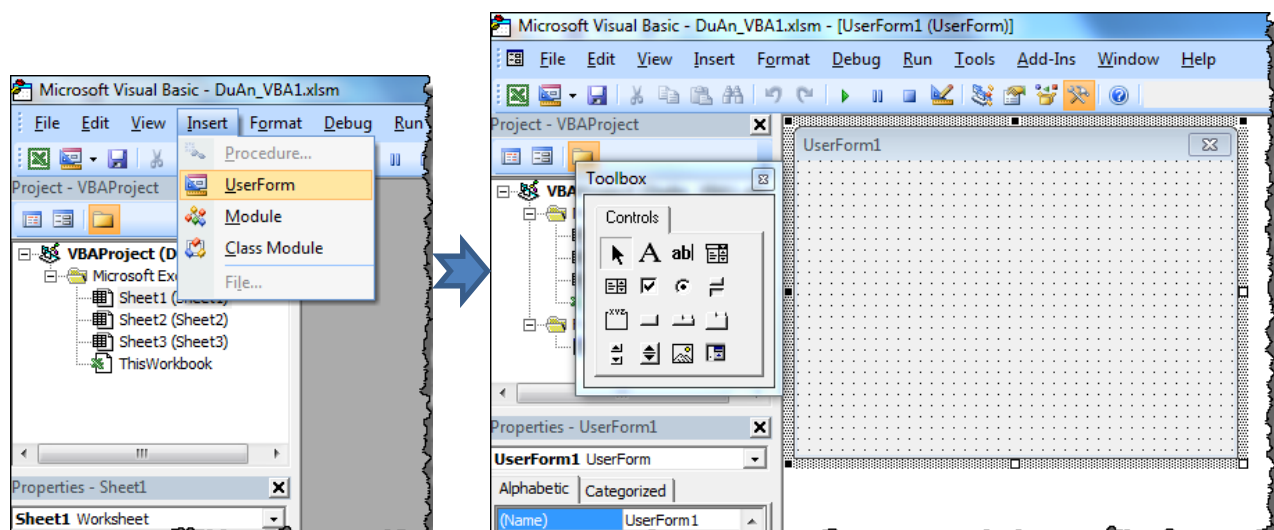 Microsoft Visual Basic - DuAn_VBA1.xlsm
File Edit View Insert Format Debug Run
Procedure...
UserForm
Module
Class Module
File...
Project - VBAProject
VBAProject (D
Microsoft Exc
Sheet1
Sheet2 (Sheet2)
Sheet3 (Sheet3)
ThisWorkbook
Properties - Sheet1
Sheet1 Worksheet
Microsoft Visual Basic - DuAn_VBA1.xlsm - [UserForm1 (UserForm)]
File Edit View Insert Format Debug Run Tools Add-Ins Window Help
Project - VBAProject
VBA
Toolbox
Controls
A ab|
xyz
UserForm1
Properties - UserForm1
UserForm1 UserForm
Alphabetic Categorized
(Name) UserForm1